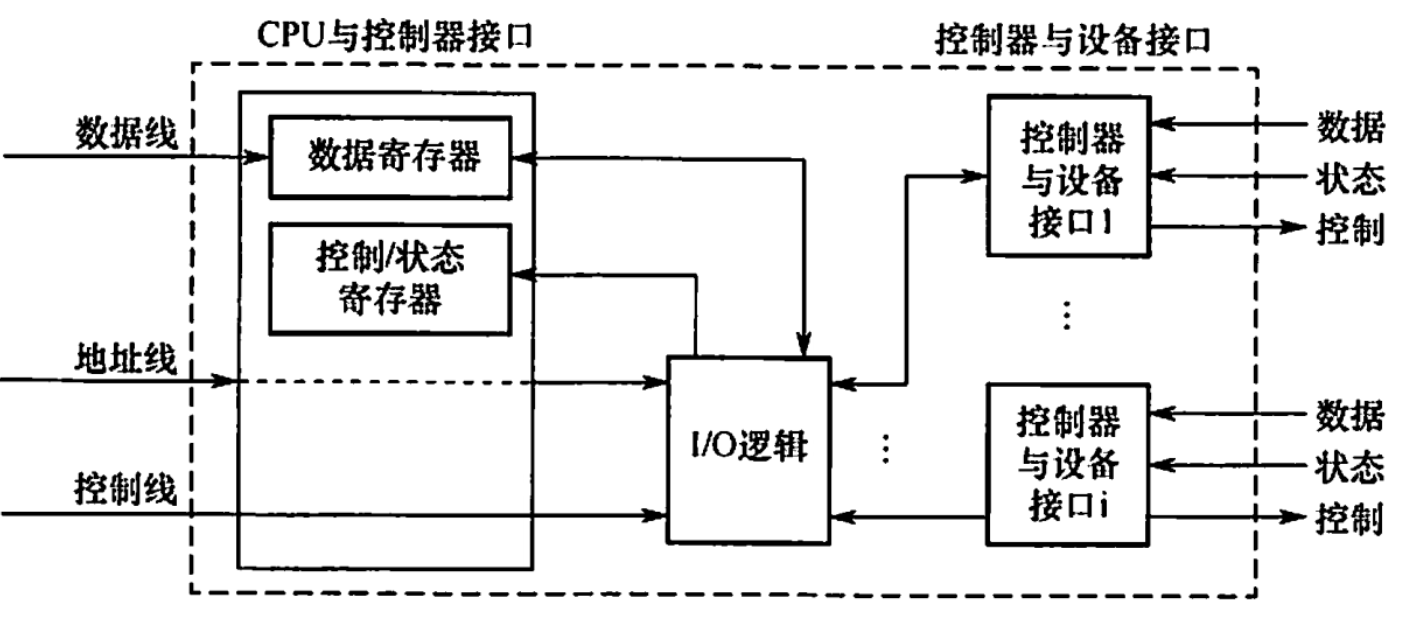 CPU与控制器接口
控制器与设备接口
数据线
数据寄存器
控制/状态
寄存器
地址线
控制线
I/O逻辑
控制器
与设备
接口1
数据
状态
控制
⋮
⋮
控制器
与设备
接口i
数据
状态
控制